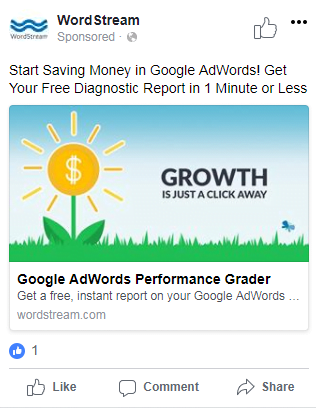 WordStream
WordStream
Sponsored ·
Start Saving Money in Google AdWords! Get
Your Free Diagnostic Report in 1 Minute or Less
$
GROWTH
IS JUST A CLICK AWAY
Google AdWords Performance Grader
Get a free, instant report on your Google AdWords ...
wordstream.com
1
Like Comment Share